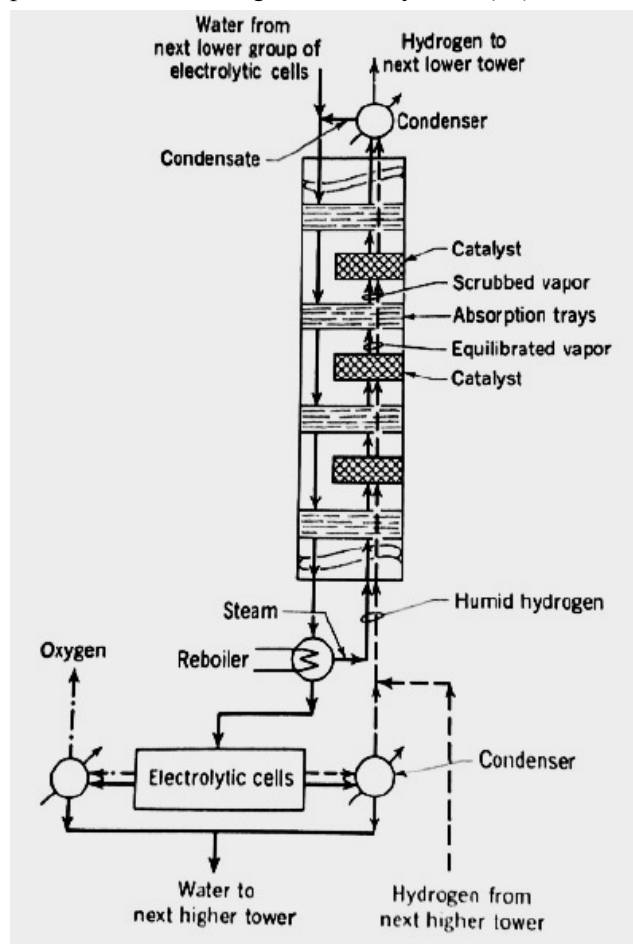 Water from
next lower group of
electrolytic cells
Hydrogen to
next lower tower
Condenser
Condensate
Catalyst
Scrubbed vapor
Absorption trays
Equilibrated vapor
Catalyst
Steam
Humid hydrogen
Oxygen
Reboiler
Electrolytic cells
Condenser
Water to
next higher tower
Hydrogen from
next higher tower